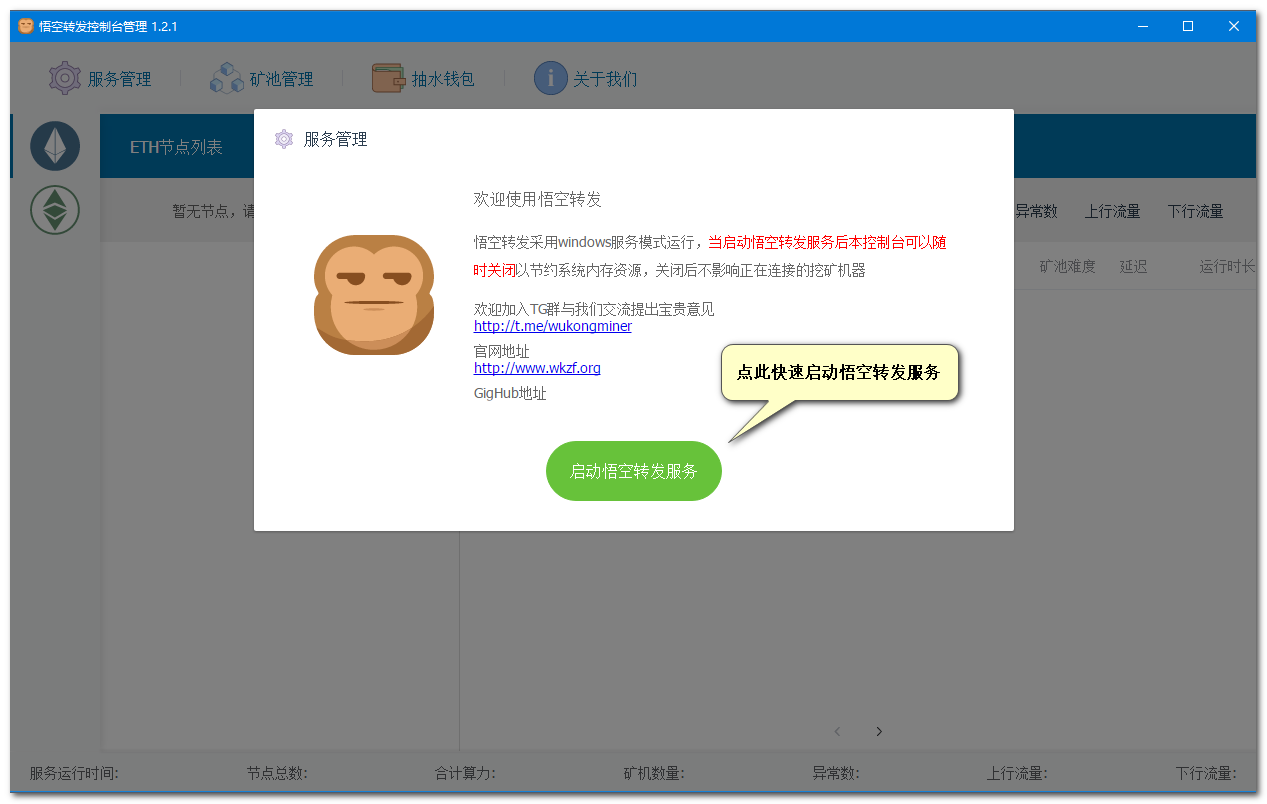 悟空转发控制台管理 1.2.1
服务管理
矿池管理
抽水钱包
关于我们
服务管理
ETH节点列表
欢迎使用悟空转发
暂无节点，请
异常数
上行流量
下行流量
悟空转发采用windows服务模式运行，当启动悟空转发服务后本控制台可以随
时关闭以节约系统内存资源，关闭后不影响正在连接的挖矿机器
矿池难度
延迟
运行时长
欢迎加入TG群与我们交流提出宝贵意见
http://t.me/wukongminer
官网地址
http://www.wkzf.org
点此快速启动悟空转发服务
GigHub地址
启动悟空转发服务
服务运行时间:
节点总数:
合计算力:
矿机数量:
异常数:
上行流量:
下行流量: